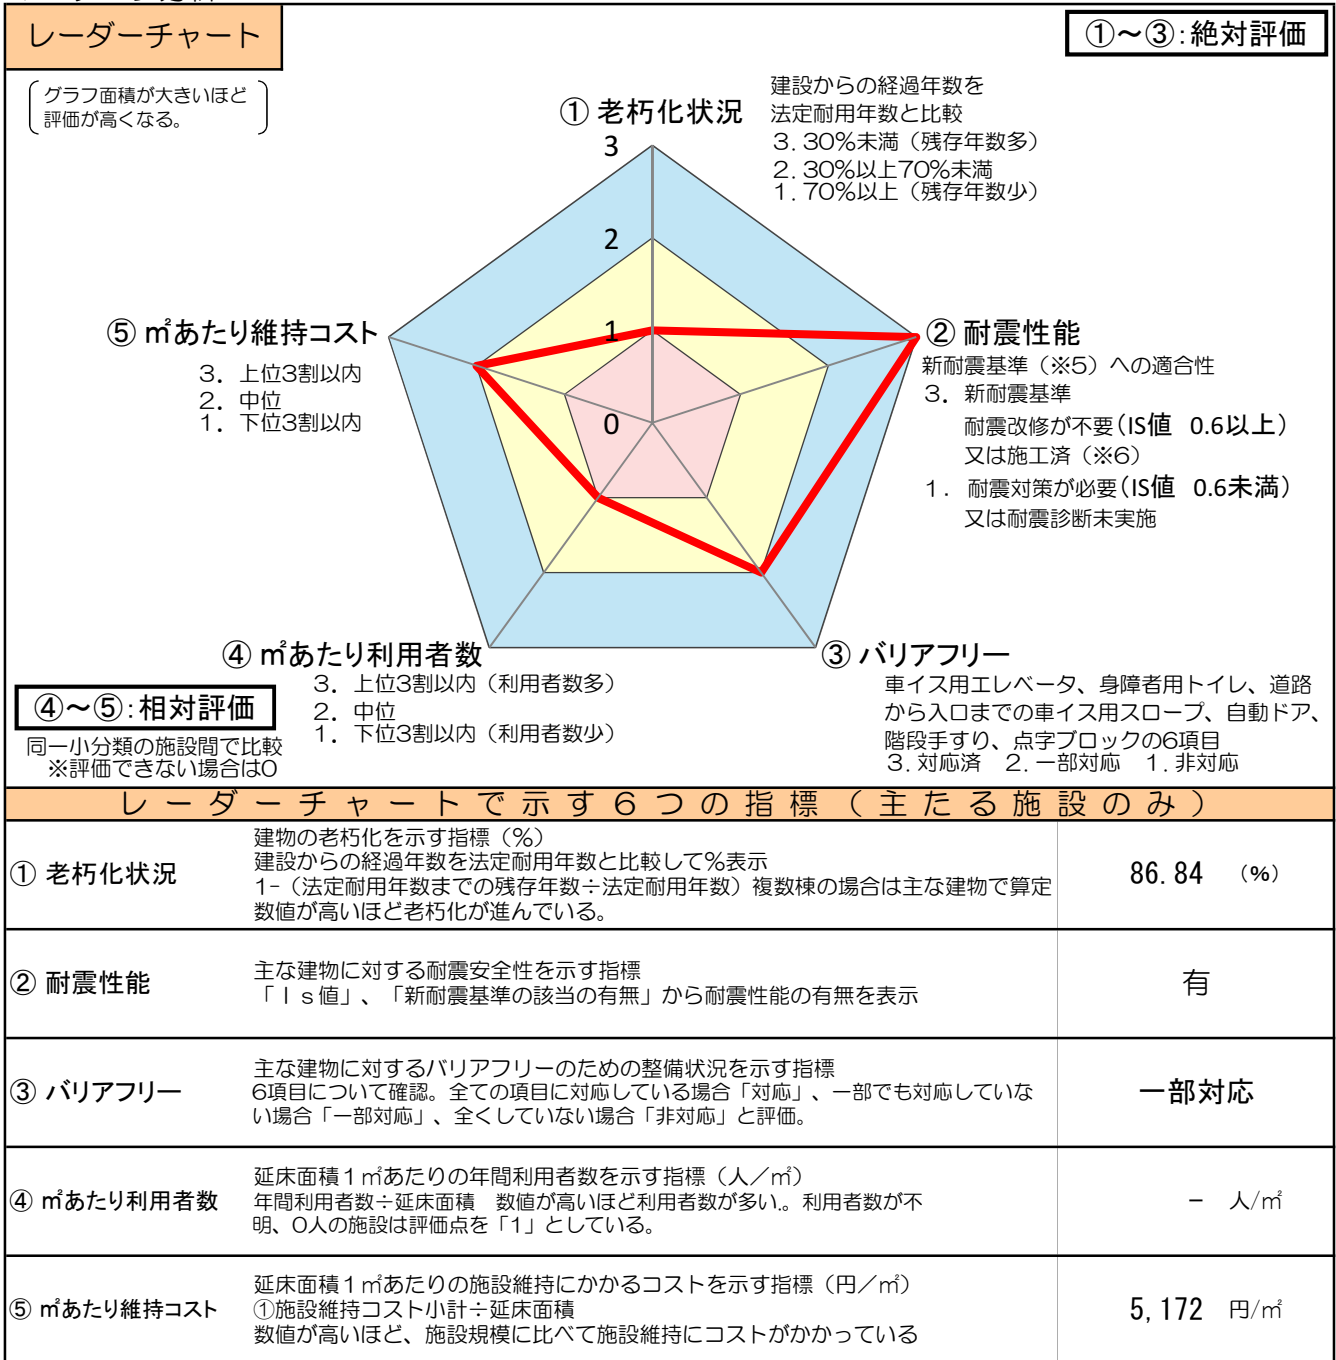 レーダーチャート
①～③:絶対評価
グラフ面積が大きいほど
評価が高くなる。
① 老朽化状況
建設からの経過年数を
法定耐用年数と比較
3. 30%未満（残存年数多）
2. 30%以上70%未満
1. 70%以上（残存年数少）
3
2
1
0
② 耐震性能
新耐震基準（※5）への適合性
3. 新耐震基準
耐震改修が不要(IS値 0.6以上)
又は施工済（※6）
1. 耐震対策が必要(IS値 0.6未満)
又は耐震診断未実施
⑤ ㎡あたり維持コスト
3. 上位3割以内
2. 中位
1. 下位3割以内
④ ㎡あたり利用者数
3. 上位3割以内（利用者数多）
2. 中位
1. 下位3割以内（利用者数少）
③ バリアフリー
車イス用エレベータ、身障者用トイレ、道路
から入口までの車イス用スロープ、自動ドア、
階段手すり、点字ブロックの6項目
3. 対応済 2. 一部対応 1. 非対応
④～⑤:相対評価
同一小分類の施設間で比較
※評価できない場合は0
レーダーチャートで示す６つの指標（主たる施設のみ）
① 老朽化状況
建物の老朽化を示す指標（%）
建設からの経過年数を法定耐用年数と比較して%表示
1-（法定耐用年数までの残存年数÷法定耐用年数）複数棟の場合は主な建物で算定
数値が高いほど老朽化が進んでいる。
86.84 （%）
② 耐震性能
主な建物に対する耐震安全性を示す指標
「Ｉｓ値」、「新耐震基準の該当の有無」から耐震性能の有無を表示
有
③ バリアフリー
主な建物に対するバリアフリーのための整備状況を示す指標
6項目について確認。全ての項目に対応している場合「対応」、一部でも対応していな
い場合「一部対応」、全くしていない場合「非対応」と評価。
一部対応
④ ㎡あたり利用者数
延床面積１㎡あたりの年間利用者数を示す指標（人／㎡）
年間利用者数÷延床面積 数値が高いほど利用者数が多い。利用者数が不
明、0人の施設は評価点を「1」としている。
－ 人/㎡
⑤ ㎡あたり維持コスト
延床面積１㎡あたりの施設維持にかかるコストを示す指標（円／㎡）
①施設維持コスト小計÷延床面積
数値が高いほど、施設規模に比べて施設維持にコストがかかっている
5,172 円/㎡